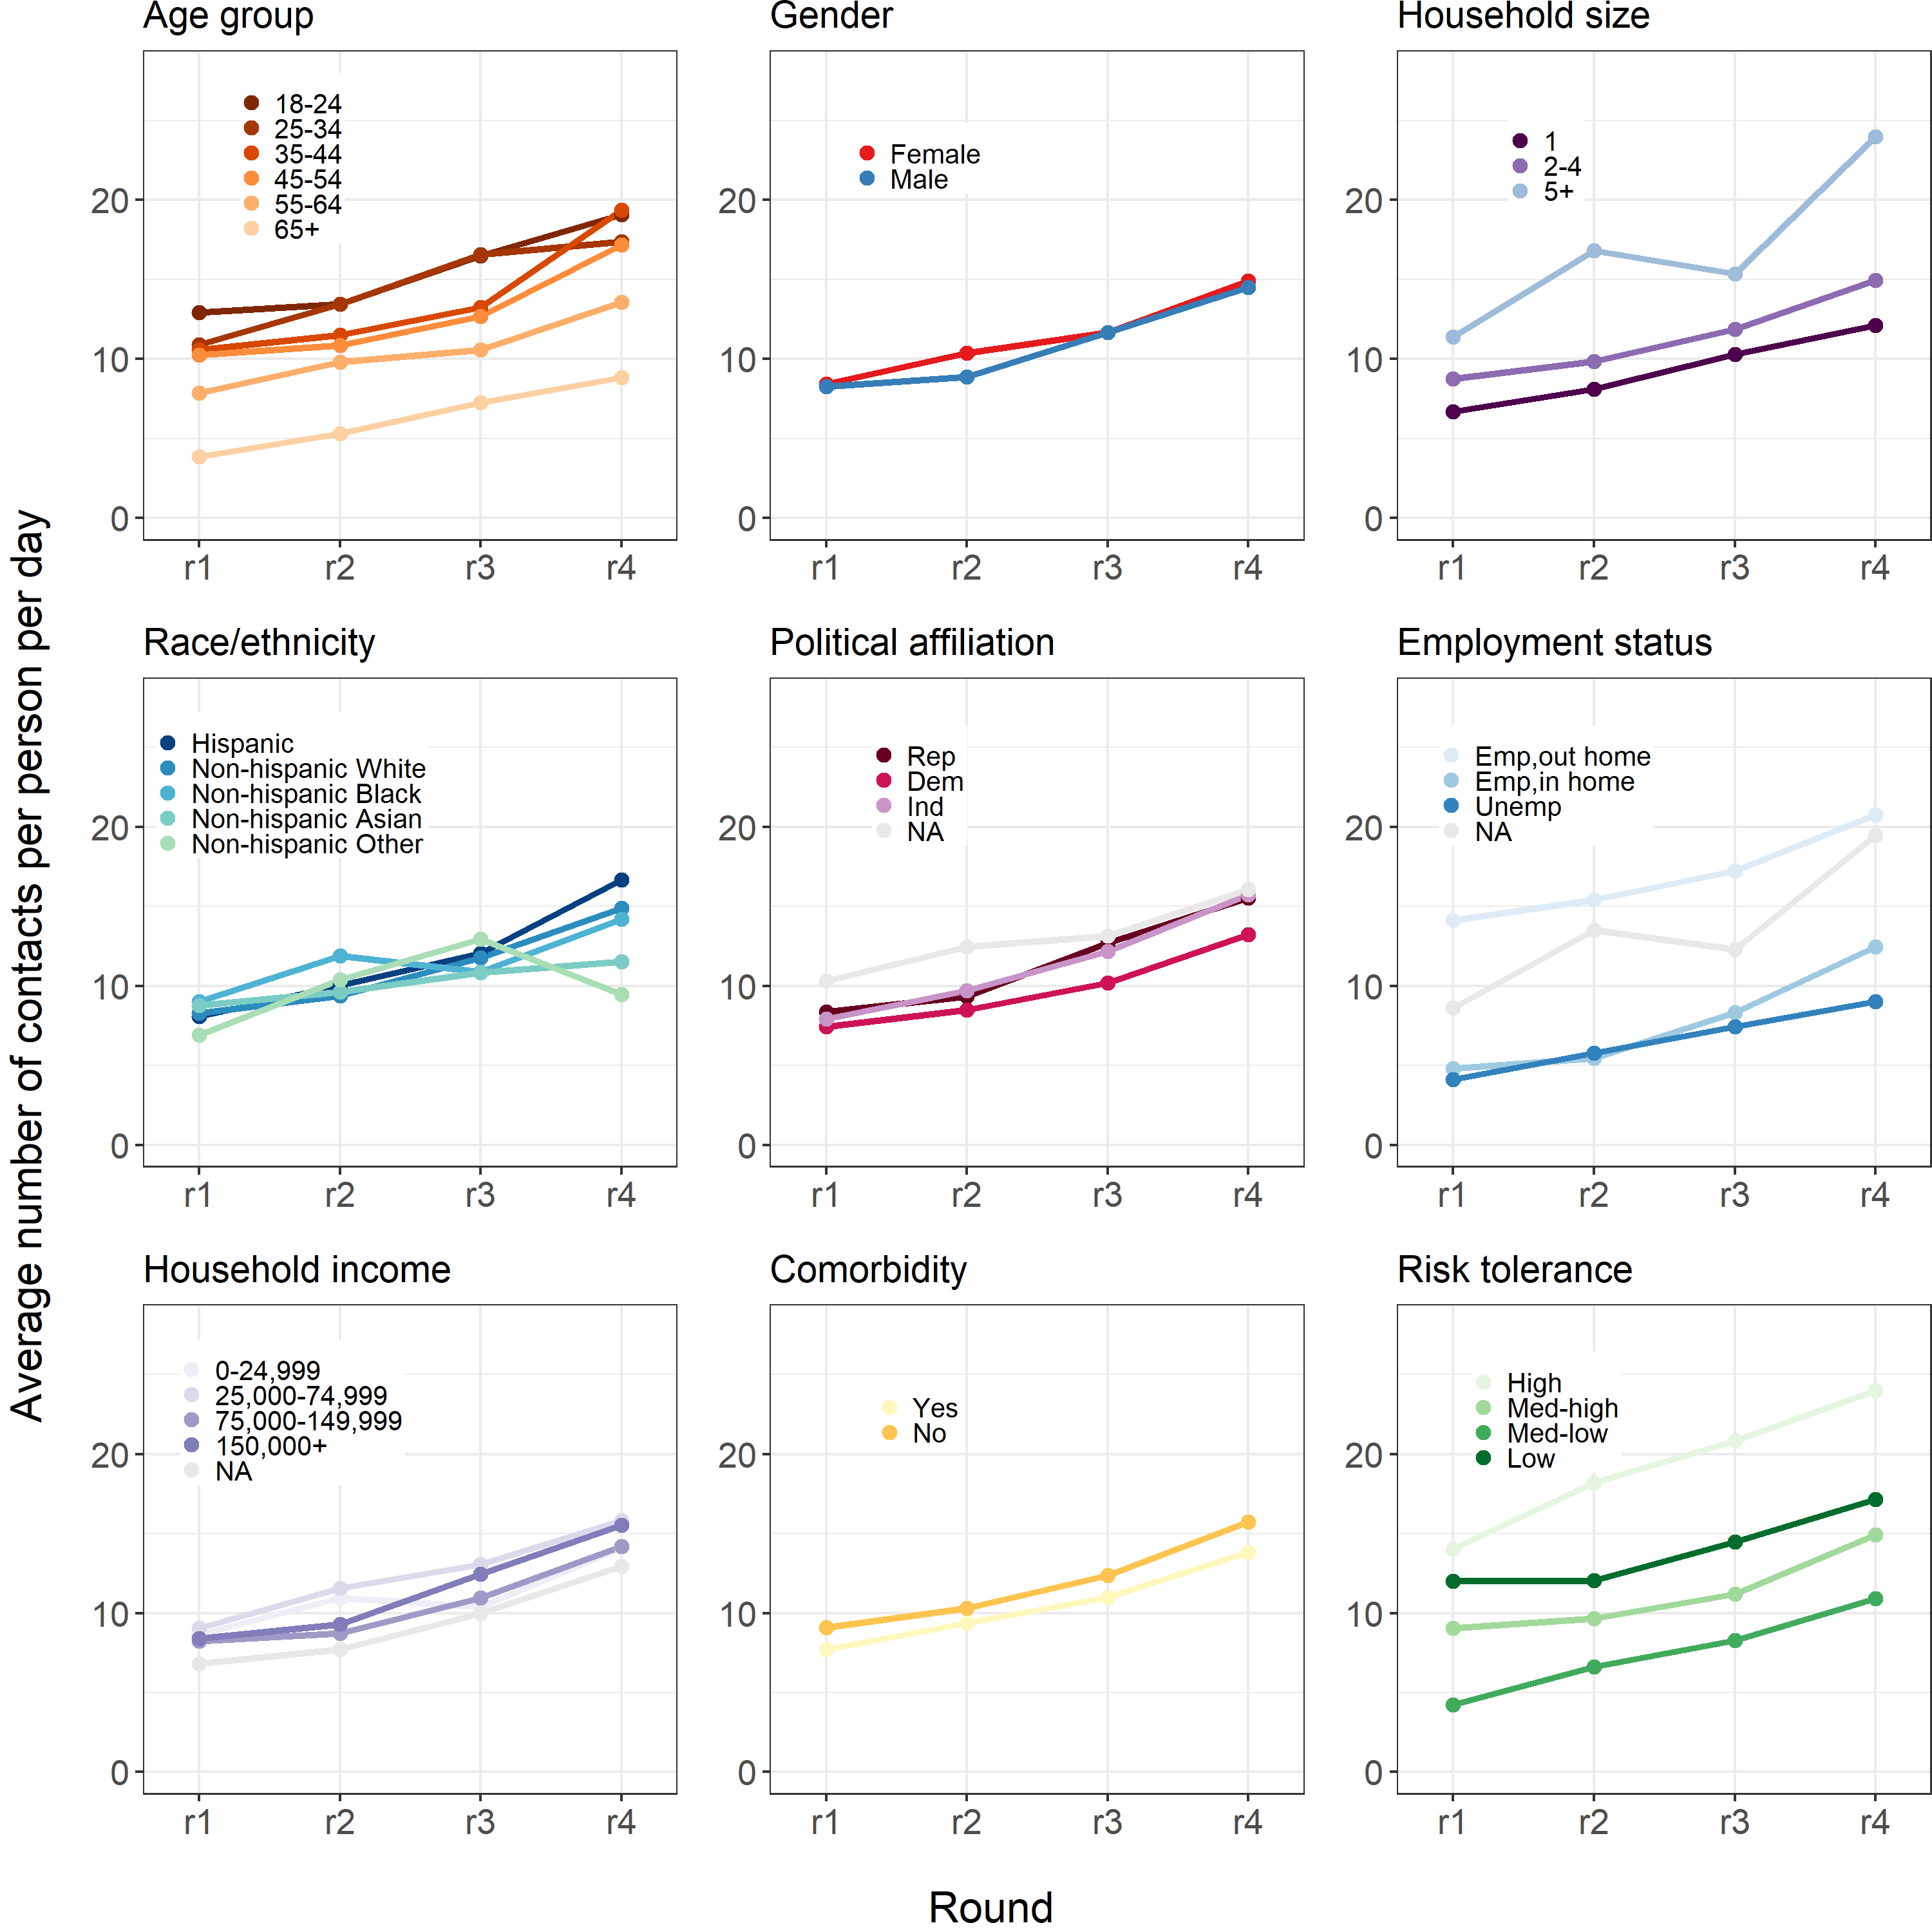 Age group
Gender
Household size
18-24
25-34
35-44
45-54
55-64
65+
20
10
0
r1 r2 r3 r4
Female
Male
20
10
0
r1 r2 r3 r4
1
2-4
5+
20
10
0
r1 r2 r3 r4
Average number of contacts per person per day
Race/ethnicity
Political affiliation
Employment status
Hispanic
Non-hispanic White
Non-hispanic Black
Non-hispanic Asian
Non-hispanic Other
20
10
0
r1 r2 r3 r4
Rep
Dem
Ind
NA
20
10
0
r1 r2 r3 r4
Emp,out home
Emp,in home
Unemp
NA
20
10
0
r1 r2 r3 r4
Household income
Comorbidity
Risk tolerance
0-24,999
25,000-74,999
75,000-149,999
150,000+
NA
20
10
0
r1 r2 r3 r4
Yes
No
20
10
0
r1 r2 r3 r4
High
Med-high
Med-low
Low
20
10
0
r1 r2 r3 r4
Round